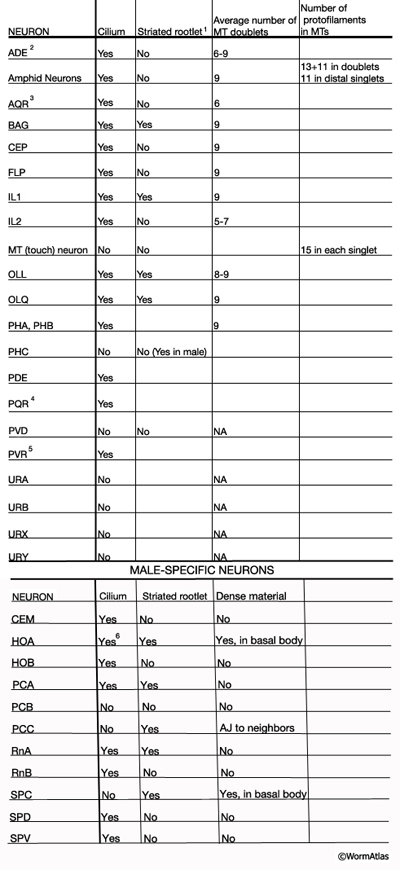 Number of
Average number of protofilaments
NEURON Cilium Striated rootlet1 MT doublets in MTs
ADE 2 Yes No 6-9
13+11 in doublets
Amphid Neurons Yes No 9 11 in distal singlets
AQR3 Yes No 6
BAG Yes Yes 9
CEP Yes No 9
FLP Yes No 9
IL1 Yes Yes 9
IL2 Yes No 5-7
MT (touch) neuron No No 15 in each singlet
OLL Yes Yes 8-9
OLQ Yes Yes 9
PHA, PHB Yes 9
PHC No No (Yes in male)
PDE Yes
PQR 4 Yes
PVD No No NA
PVR5 Yes
URA No NA
URB No NA
URX No NA
URY No NA
MALE-SPECIFIC NEURONS
NEURON Cilium Striated rootlet Dense material
CEM Yes No No
HOA Yes6 Yes Yes, in basal body
HOB Yes No No
PCA Yes Yes No
PCB No No No
PCC No Yes AJ to neighbors
RnA Yes Yes No
RnB Yes No No
SPC No Yes Yes, in basal body
SPD Yes No No
SPV Yes No No
©WormAtlas